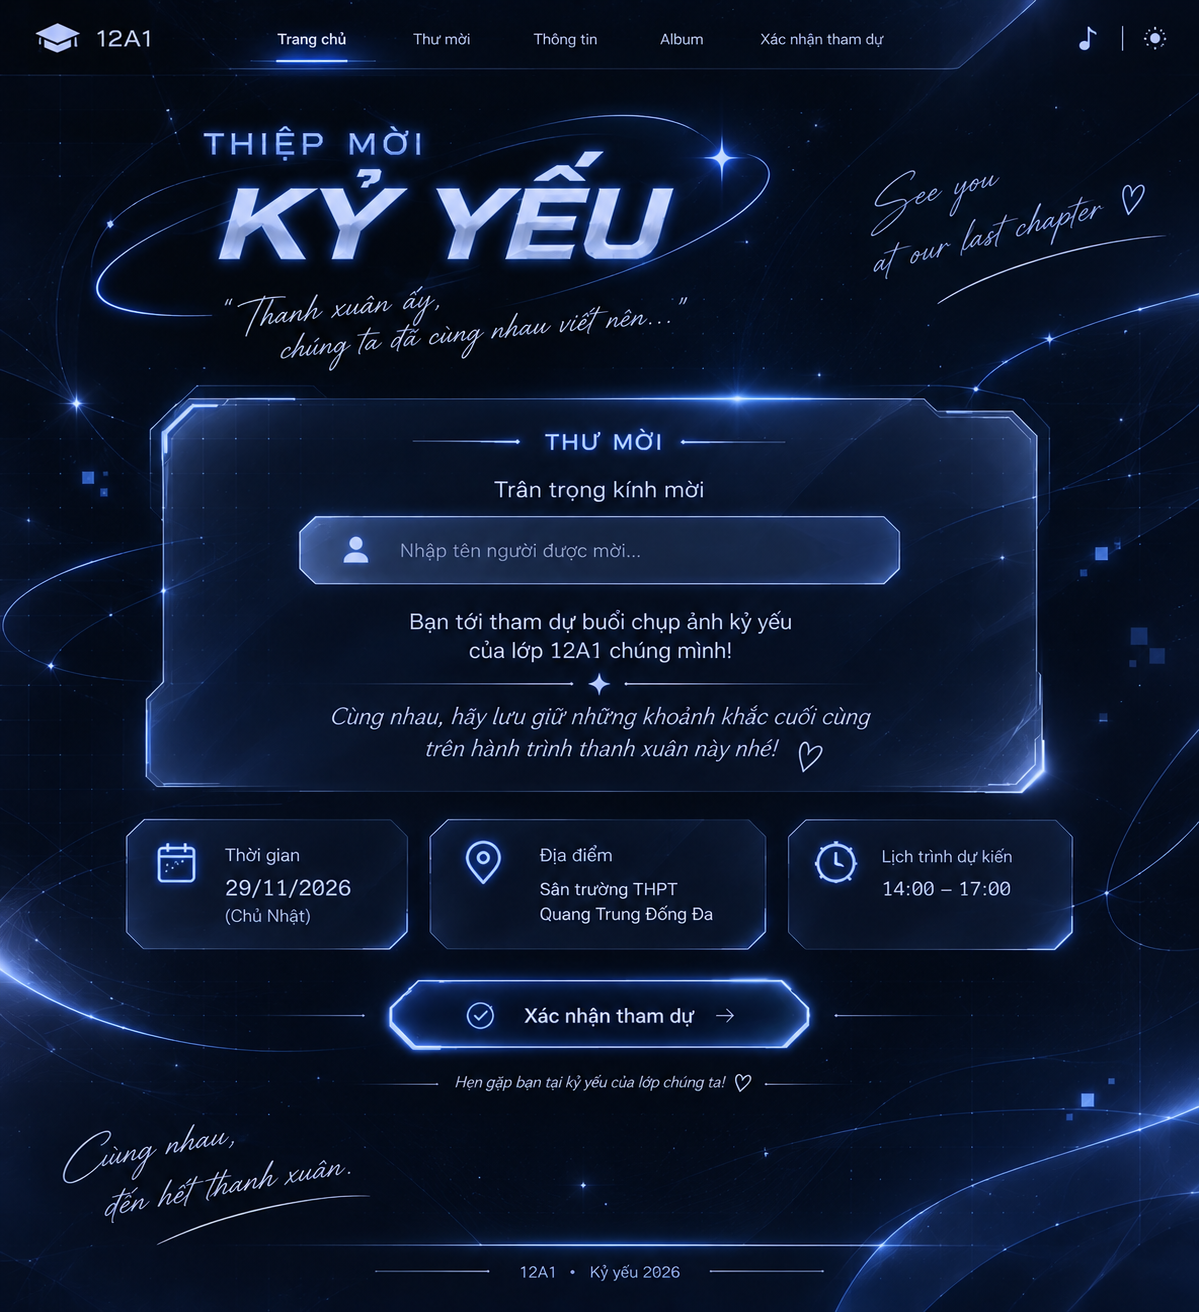 12A1
Trang chủ
Thư mời
Thông tin
Album
Xác nhận tham dự
THIỆP MỜI
KỶ YẾU
"Thanh xuân ấy,
chúng ta đã cùng nhau viết nên..."
See you
at our last chapter ♡
THƯ MỜI
Trân trọng kính mời
Nhập tên người được mời...
Bạn tới tham dự buổi chụp ảnh kỷ yếu
của lớp 12A1 chúng mình!
Cùng nhau, hãy lưu giữ những khoảnh khắc cuối cùng
trên hành trình thanh xuân này nhé! ♡
Thời gian
29/11/2026
(Chủ Nhật)
Địa điểm
Sân trường THPT
Quang Trung Đống Đa
Lịch trình dự kiến
14:00 – 17:00
Xác nhận tham dự →
Hẹn gặp bạn tại kỷ yếu của lớp chúng ta! ♡
Cùng nhau,
đến hết thanh xuân.
12A1 • Kỷ yếu 2026